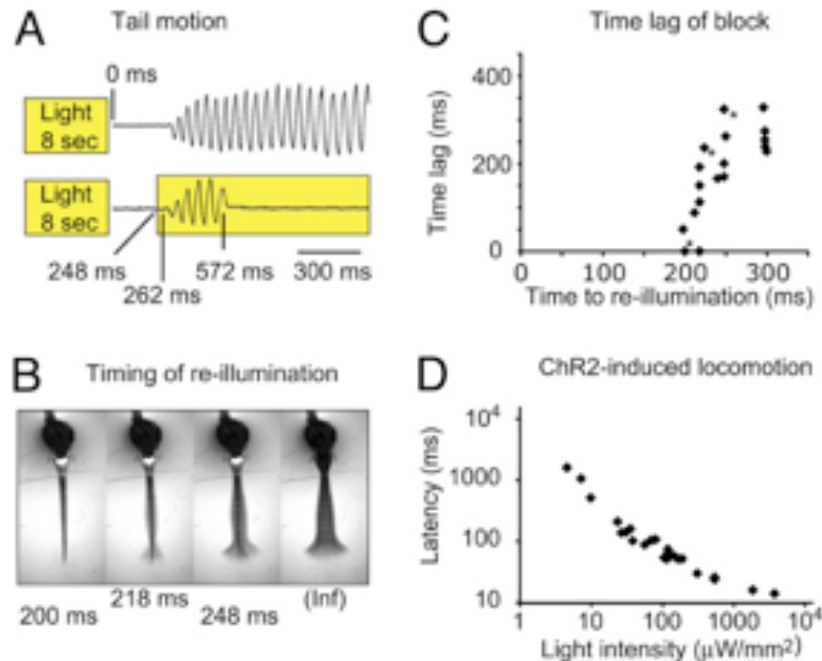 A Tail motion
0 ms
Light
8 sec
Light
8 sec
248 ms
262 ms
572 ms
300 ms
B Timing of re-illumination
200 ms
218 ms
248 ms
(Inf)
C Time lag of block
Time lag (ms)
400
200
0
0 100 200 300
Time to re-illumination (ms)
D ChR2-induced locomotion
Latency (ms)
10⁴
1000
100
10
1 10 100 1000 10⁴
Light intensity (μW/mm²)